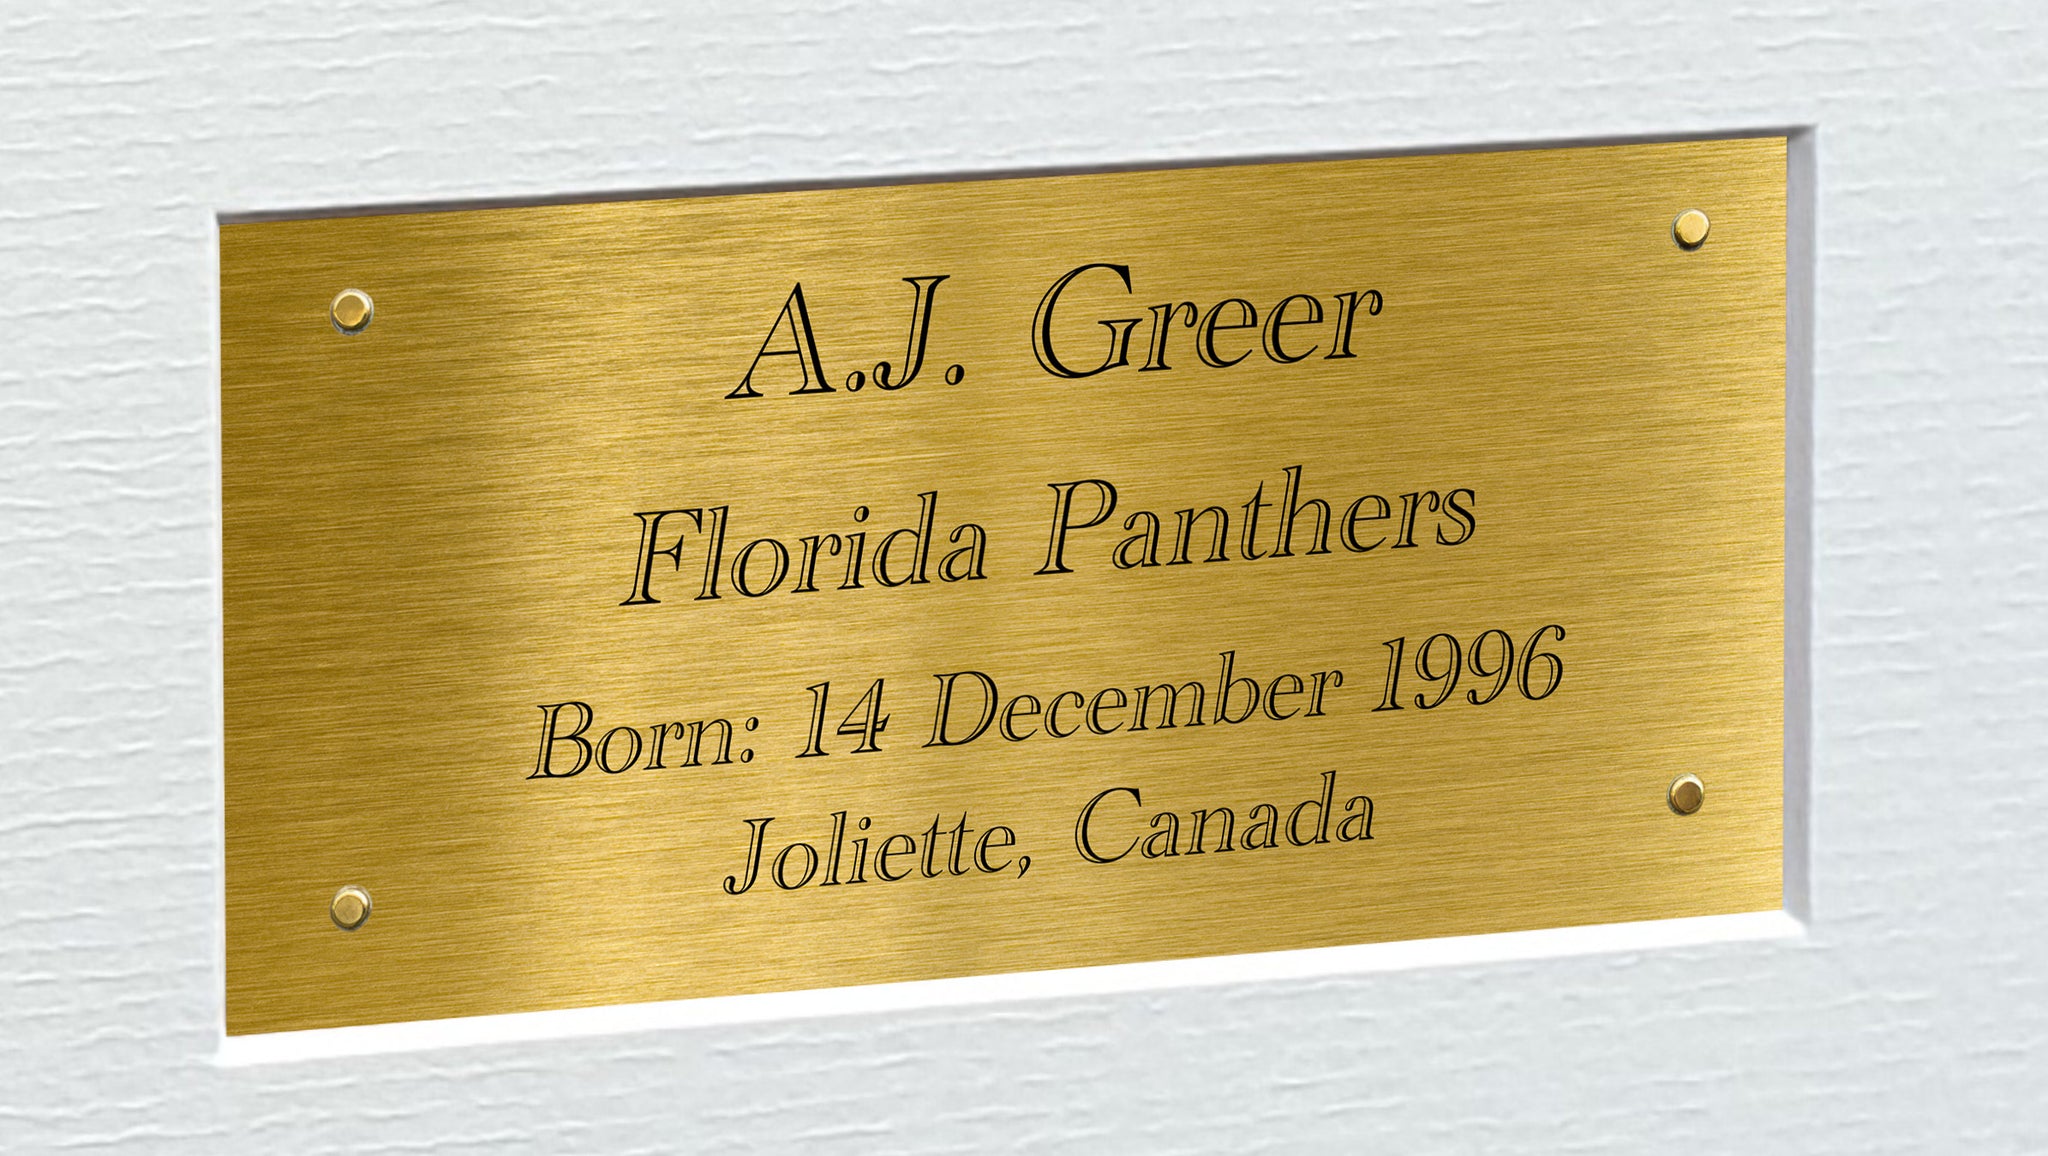 A.J. Greer
Florida Panthers
Born: 14 December 1996
Joliette, Canada